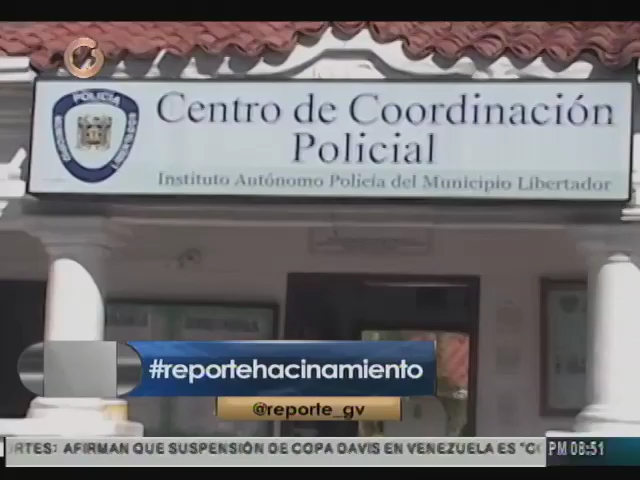 Centro de Coordinación
Policial
Instituto Autónomo Policía del Municipio Libertador
POLICIA
#reportehacinamiento
@reporte_gv
RTES: AFIRMAN QUE SUSPENSIÓN DE COPA DAVIS EN VENEZUELA ES "CO
PM 08:51